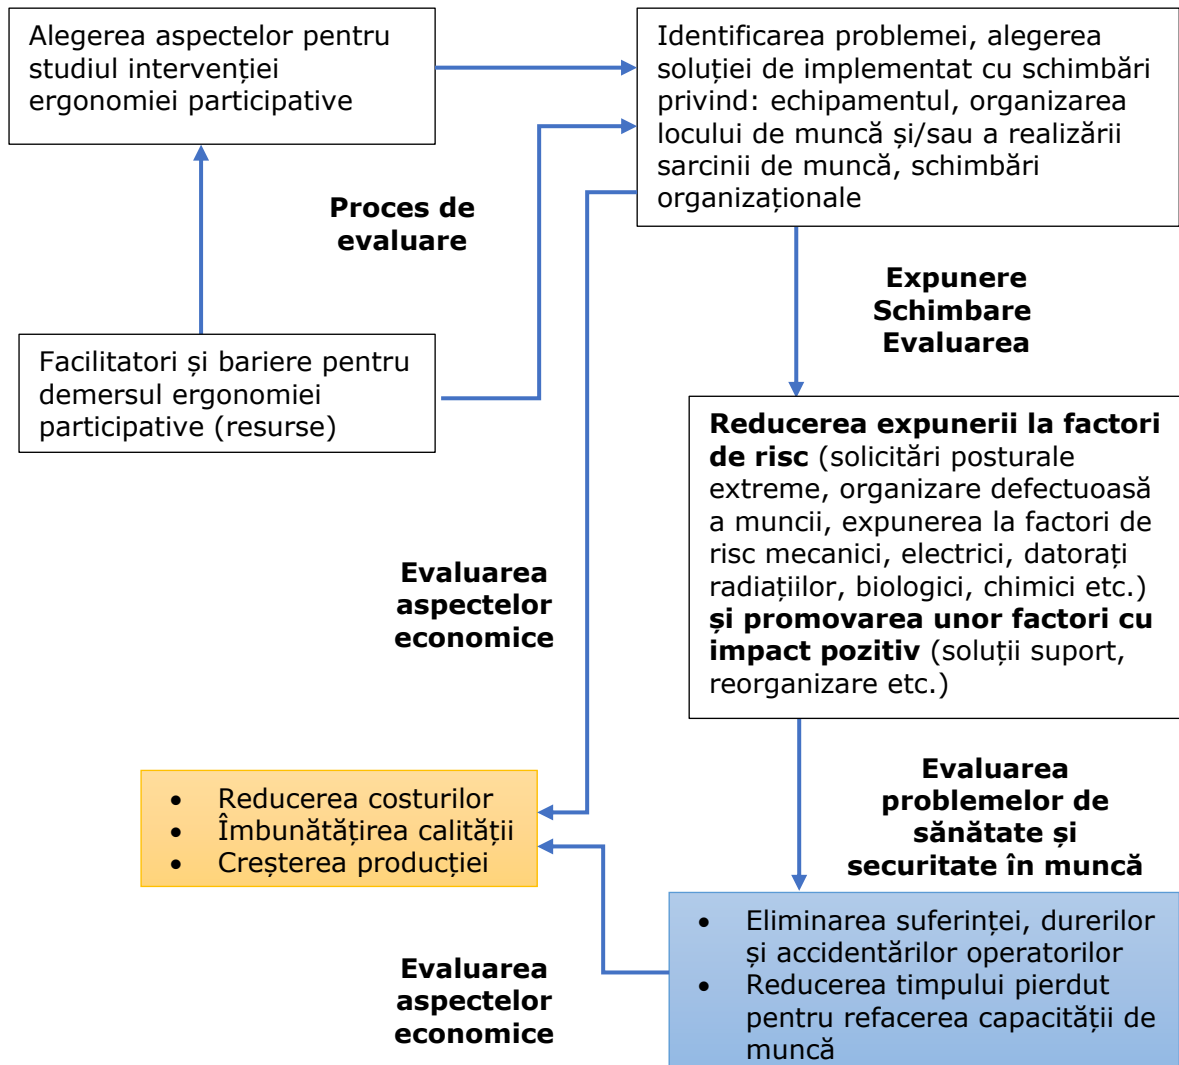 Alegerea aspectelor pentru
studiul intervenției
ergonomiei participative
Identificarea problemei, alegerea
soluției de implementat cu schimbări
privind: echipamentul, organizarea
locului de muncă și/sau a realizării
sarcinii de muncă, schimbări
organizaționale
Proces de
evaluare
Expunere
Schimbare
Evaluarea
Facilitatori și bariere pentru
demersul ergonomiei
participative (resurse)
Reducerea expunerii la factori
de risc (solicitări posturale
extreme, organizare defectuoasă
a muncii, expunerea la factori de
risc mecanici, electrici, datorați
radiațiilor, biologici, chimici etc.)
și promovarea unor factori cu
impact pozitiv (soluții suport,
reorganizare etc.)
Evaluarea
aspectelor
economice
Evaluarea
problemelor de
sănătate și
securitate în muncă
• Reducerea costurilor
• Îmbunătățirea calității
• Creșterea producției
• Eliminarea suferinței, durerilor
și accidentărilor operatorilor
• Reducerea timpului pierdut
pentru refacerea capacității de
muncă
Evaluarea
aspectelor
economice